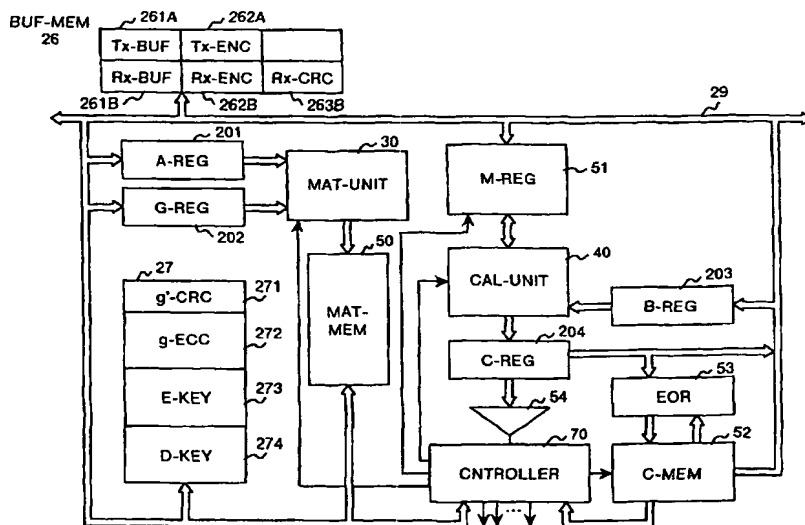 BUF-MEM
26
261A 262A
Tx-BUF Tx-ENC
Rx-BUF Rx-ENC Rx-CRC
261B 262B 263B
29
201
A-REG
G-REG
202
30
MAT-UNIT
M-REG
51
50
MAT-
MEM
40
CAL-UNIT
203
B-REG
204
C-REG
27
g'-CRC
271
g-ECC
272
E-KEY
273
D-KEY
274
53
EOR
54
70
CNTROLLER
52
C-MEM
...